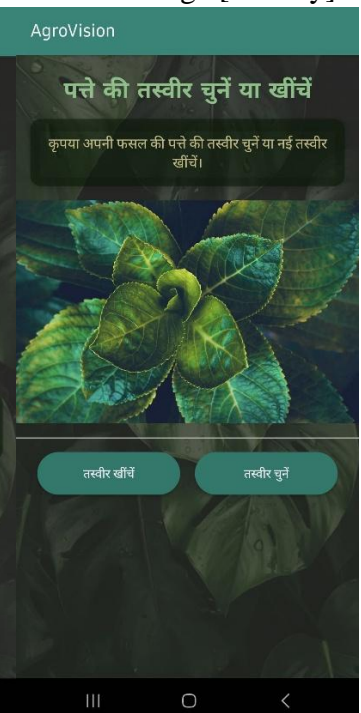 AgroVision
पत्ते की तस्वीर चुनें या खींचें
कृपया अपनी फसल की पत्ते की तस्वीर चुनें या नई तस्वीर
खींचें।
तस्वीर खींचें
तस्वीर चुनें